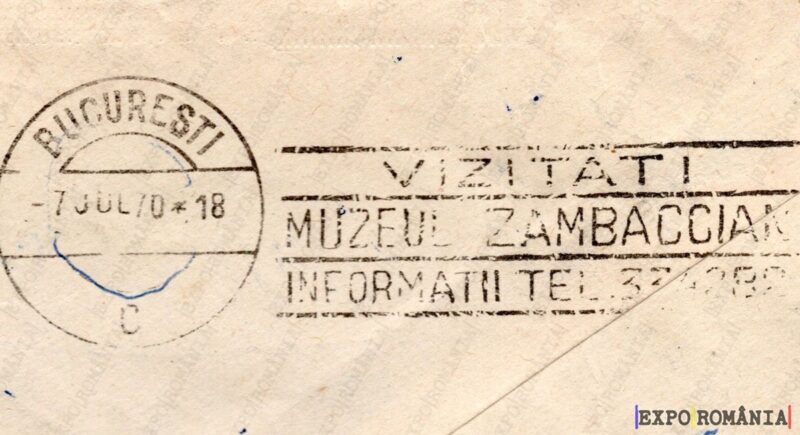 BUCURESTI
-7 JUL 70 * 18
C
VIZITATI
MUZEUL ZAMBACCIAN
INFORMATII TEL.
EXPO ROMÂNIA